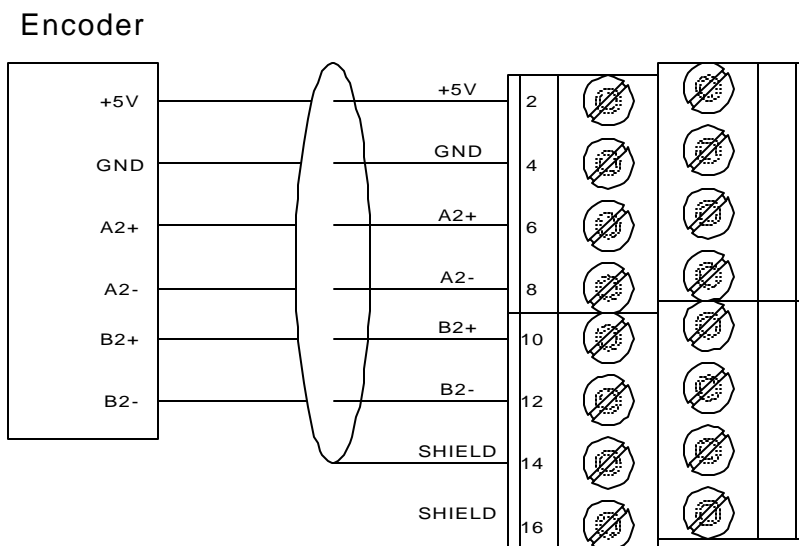 Encoder
+5V +5V 2
GND GND 4
A2+ A2+ 6
A2- A2- 8
B2+ B2+ 10
B2- B2- 12
SHIELD 14
SHIELD 16